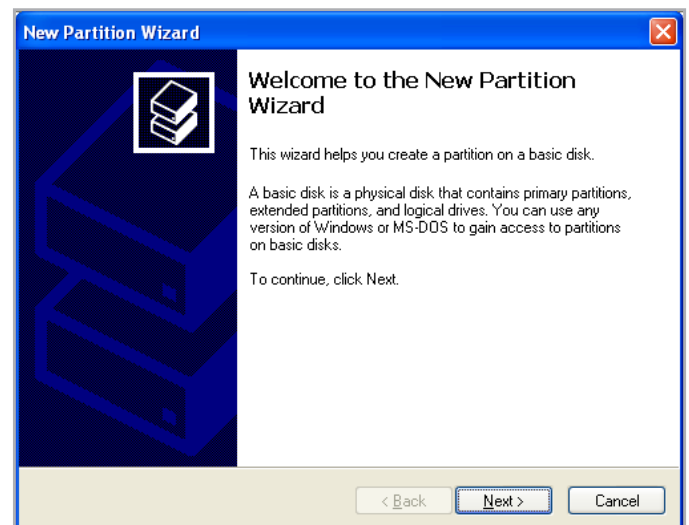 New Partition Wizard
Welcome to the New Partition
Wizard
This wizard helps you create a partition on a basic disk.
A basic disk is a physical disk that contains primary partitions,
extended partitions, and logical drives. You can use any
version of Windows or MS-DOS to gain access to partitions
on basic disks.
To continue, click Next.
< Back
Next >
Cancel